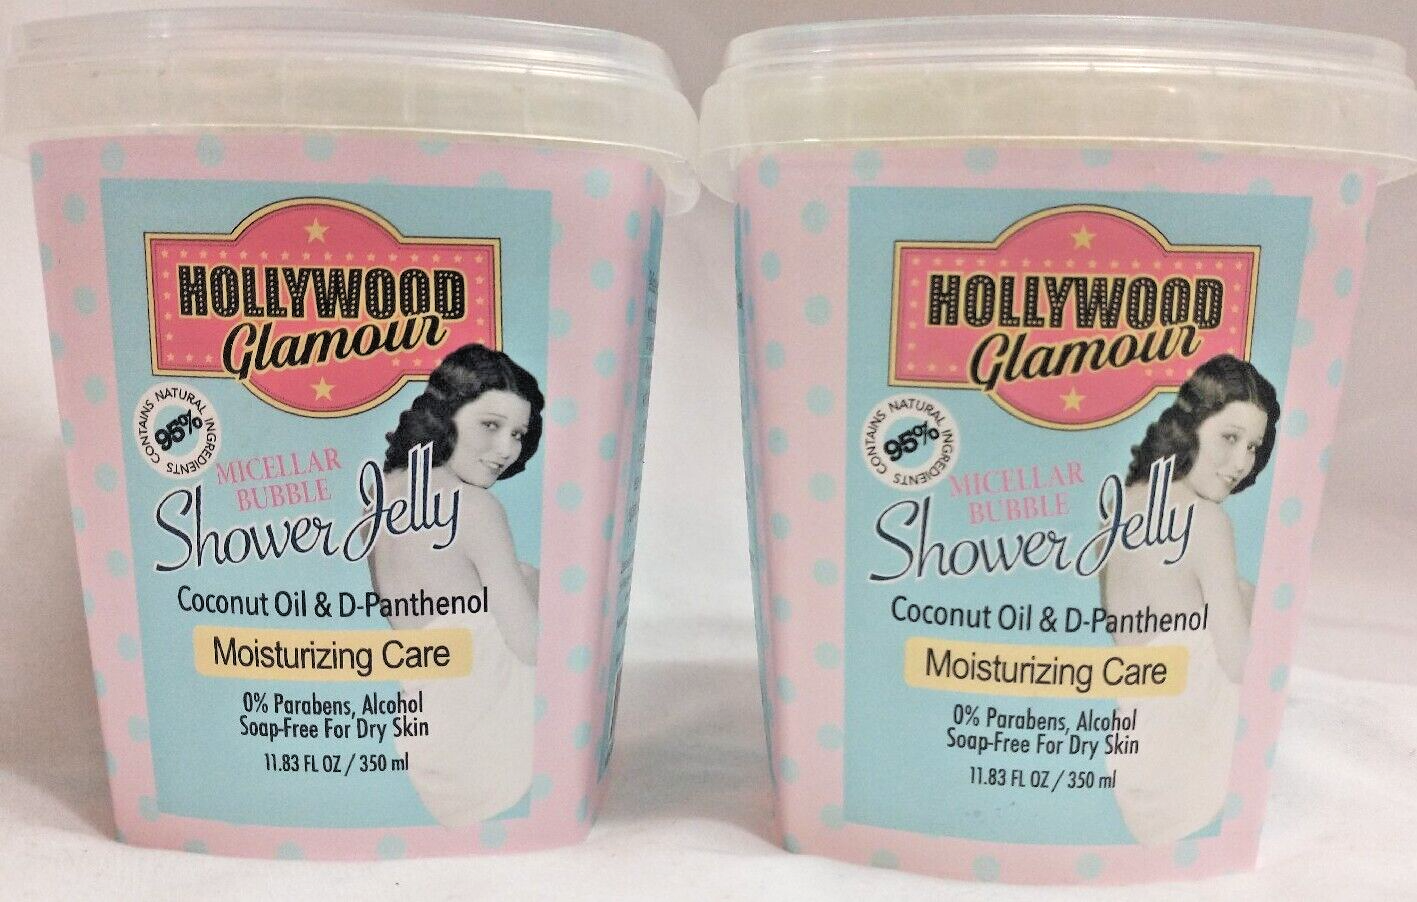 HOLLYWOOD
Glamour
CONTAINS NATURAL INGREDIENTS
95%
MICELLAR
BUBBLE
Shower Jelly
Coconut Oil & D-Panthenol
Moisturizing Care
0% Parabens, Alcohol
Soap-Free For Dry Skin
11.83 FL OZ / 350 ml
HOLLYWOOD
Glamour
CONTAINS NATURAL INGREDIENTS
95%
MICELLAR
BUBBLE
Shower Jelly
Coconut Oil & D-Panthenol
Moisturizing Care
0% Parabens, Alcohol
Soap-Free For Dry Skin
11.83 FL OZ / 350 ml